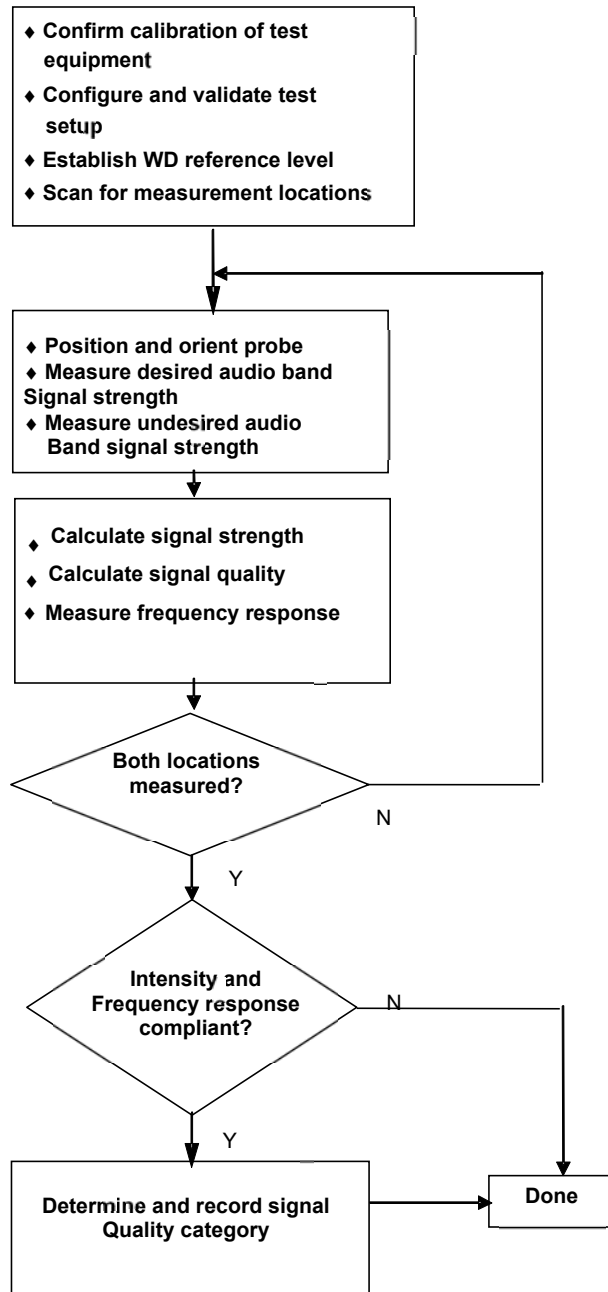 ♦ Confirm calibration of test
equipment
♦ Configure and validate test
setup
♦ Establish WD reference level
♦ Scan for measurement locations
♦ Position and orient probe
♦ Measure desired audio band
Signal strength
♦ Measure undesired audio
Band signal strength
♦ Calculate signal strength
♦ Calculate signal quality
♦ Measure frequency response
Both locations
measured?
N
Y
Intensity and
Frequency response
compliant?
N
Y
Determine and record signal
Quality category
Done